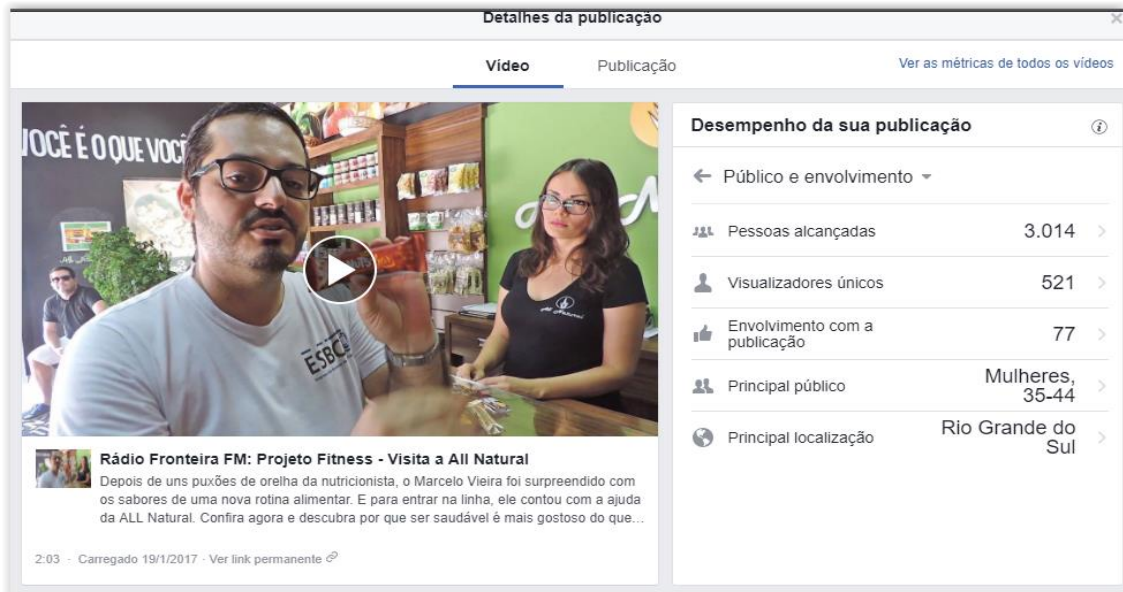 Detalhes da publicação
Vídeo
Publicação
Ver as métricas de todos os vídeos
VOCÊ É O QUE VOC
ESBC
All Natural
Rádio Fronteira FM: Projeto Fitness - Visita a All Natural
Depois de uns puxões de orelha da nutricionista, o Marcelo Vieira foi surpreendido com
os sabores de uma nova rotina alimentar. E para entrar na linha, ele contou com a ajuda
da ALL Natural. Confira agora e descubra por que ser saudável é mais gostoso do que...
2:03 · Carregado 19/1/2017 · Ver link permanente
Desempenho da sua publicação
Público e envolvimento
Pessoas alcançadas 3.014
Visualizadores únicos 521
Envolvimento com a
publicação 77
Principal público Mulheres,
35-44
Principal localização Rio Grande do
Sul